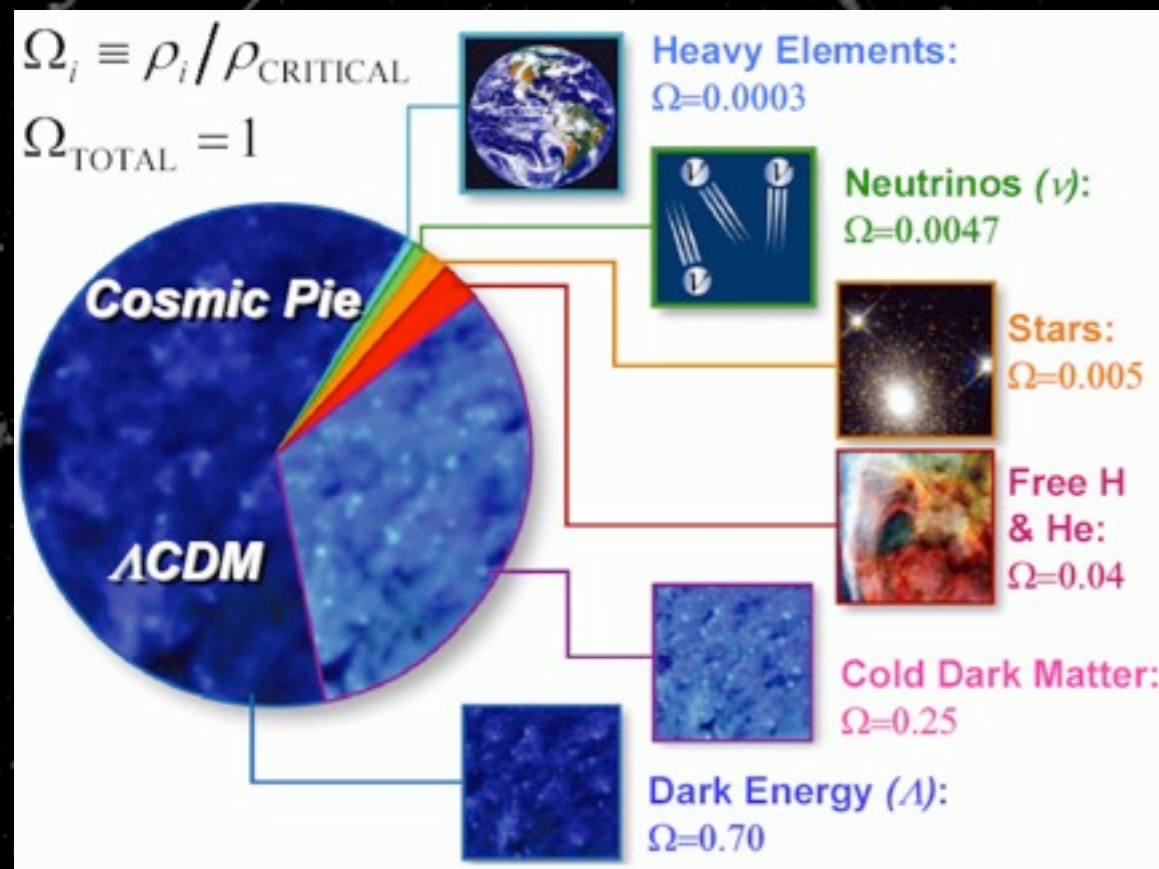 Ωᵢ ≡ ρᵢ/ρCRITICAL
ΩTOTAL = 1
Heavy Elements:
Ω=0.0003
Neutrinos (ν):
Ω=0.0047
ν ν
ν
Stars:
Ω=0.005
Free H
& He:
Ω=0.04
Cold Dark Matter:
Ω=0.25
Dark Energy (Λ):
Ω=0.70
Cosmic Pie
ΛCDM